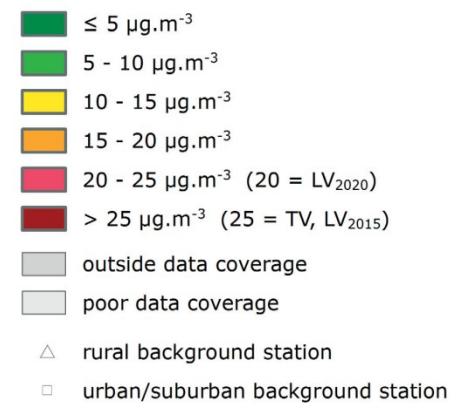 ≤ 5 µg.m⁻³
5 - 10 µg.m⁻³
10 - 15 µg.m⁻³
15 - 20 µg.m⁻³
20 - 25 µg.m⁻³ (20 = LV₂₀₂₀)
> 25 µg.m⁻³ (25 = TV, LV₂₀₁₅)
outside data coverage
poor data coverage
rural background station
urban/suburban background station